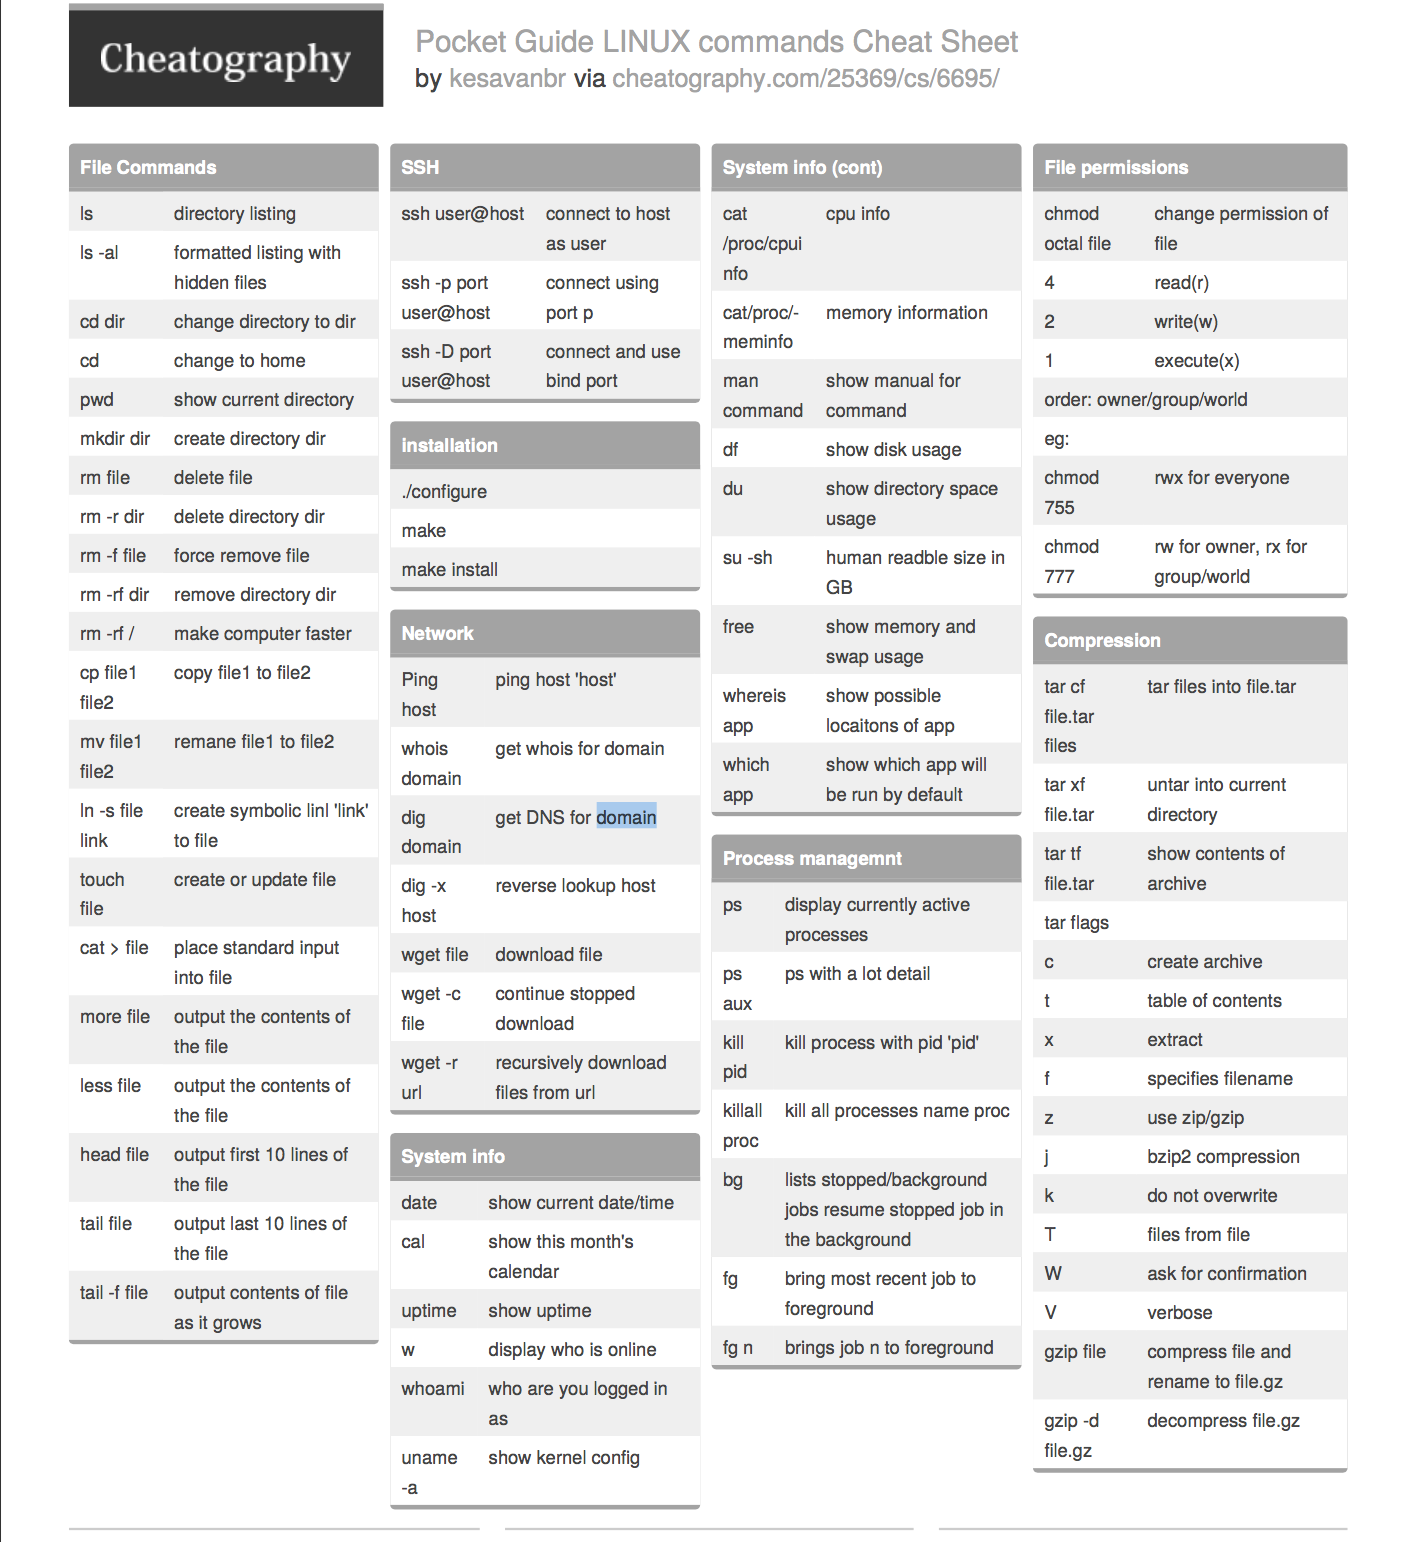 Cheatography
Pocket Guide LINUX commands Cheat Sheet
by kesavanbr via cheatography.com/25369/cs/6695/
File Commands
ls directory listing
ls -al formatted listing with
hidden files
cd dir change directory to dir
cd change to home
pwd show current directory
mkdir dir create directory dir
rm file delete file
rm -r dir delete directory dir
rm -f file force remove file
rm -rf dir remove directory dir
rm -rf / make computer faster
cp file1 copy file1 to file2
file2
mv file1 remane file1 to file2
file2
ln -s file create symbolic linl 'link'
link to file
touch create or update file
file
cat > file place standard input
into file
more file output the contents of
the file
less file output the contents of
the file
head file output first 10 lines of
the file
tail file output last 10 lines of
the file
tail -f file output contents of file
as it grows
SSH
ssh user@host connect to host
as user
ssh -p port connect using
user@host port p
ssh -D port connect and use
user@host bind port
installation
./configure
make
make install
Network
Ping ping host 'host'
host
whois get whois for domain
domain
dig get DNS for domain
domain
dig -x reverse lookup host
host
wget file download file
wget -c continue stopped
file download
wget -r recursively download
url files from url
System info
date show current date/time
cal show this month's
calendar
uptime show uptime
w display who is online
whoami who are you logged in
as
uname show kernel config
-a
System info (cont)
cat cpu info
/proc/cpui
nfo
cat/proc/- memory information
meminfo
man show manual for
command command
df show disk usage
du show directory space
usage
su -sh human readble size in
GB
free show memory and
swap usage
whereis show possible
app locaitons of app
which show which app will
app be run by default
Process managemnt
ps display currently active
processes
ps ps with a lot detail
aux
kill kill process with pid 'pid'
pid
killall kill all processes name proc
proc
bg lists stopped/background
jobs resume stopped job in
the background
fg bring most recent job to
foreground
fg n brings job n to foreground
File permissions
chmod change permission of
octal file file
4 read(r)
2 write(w)
1 execute(x)
order: owner/group/world
eg:
chmod rwx for everyone
755
chmod rw for owner, rx for
777 group/world
Compression
tar cf tar files into file.tar
file.tar
files
tar xf untar into current
file.tar directory
tar tf show contents of
file.tar archive
tar flags
c create archive
t table of contents
x extract
f specifies filename
z use zip/gzip
j bzip2 compression
k do not overwrite
T files from file
W ask for confirmation
V verbose
gzip file compress file and
rename to file.gz
gzip -d decompress file.gz
file.gz